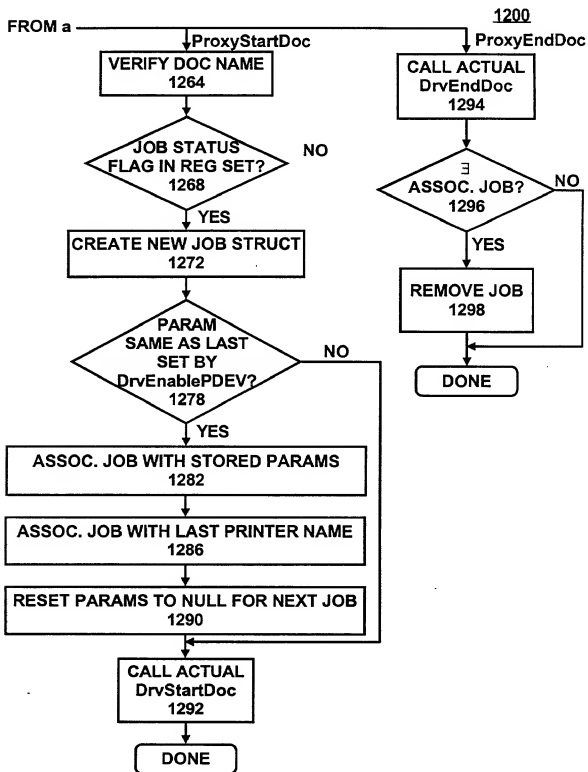 1200
FROM a
ProxyStartDoc
VERIFY DOC NAME
1264
JOB STATUS
FLAG IN REG SET?
1268
NO
YES
CREATE NEW JOB STRUCT
1272
PARAM
SAME AS LAST
SET BY
DrvEnablePDEV?
1278
NO
YES
ASSOC. JOB WITH STORED PARAMS
1282
ASSOC. JOB WITH LAST PRINTER NAME
1286
RESET PARAMS TO NULL FOR NEXT JOB
1290
CALL ACTUAL
DrvStartDoc
1292
DONE
ProxyEndDoc
CALL ACTUAL
DrvEndDoc
1294
∃
ASSOC. JOB?
1296
NO
YES
REMOVE JOB
1298
DONE